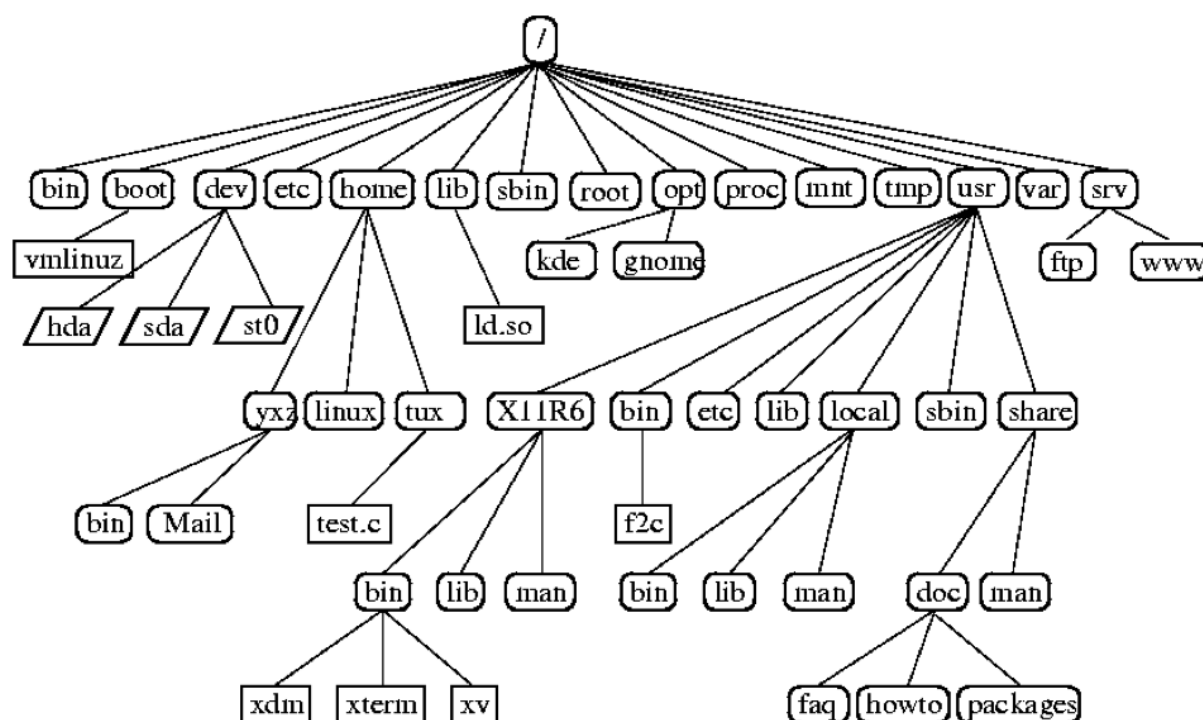 /
bin boot dev etc home lib sbin root opt proc mnt tmp usr var srv
vmlinuz kde gnome ftp www
hda sda st0 ld.so
yxz linux tux X11R6 bin etc lib local sbin share
bin Mail test.c f2c
bin lib man bin lib man doc man
xdm xterm xv faq howto packages